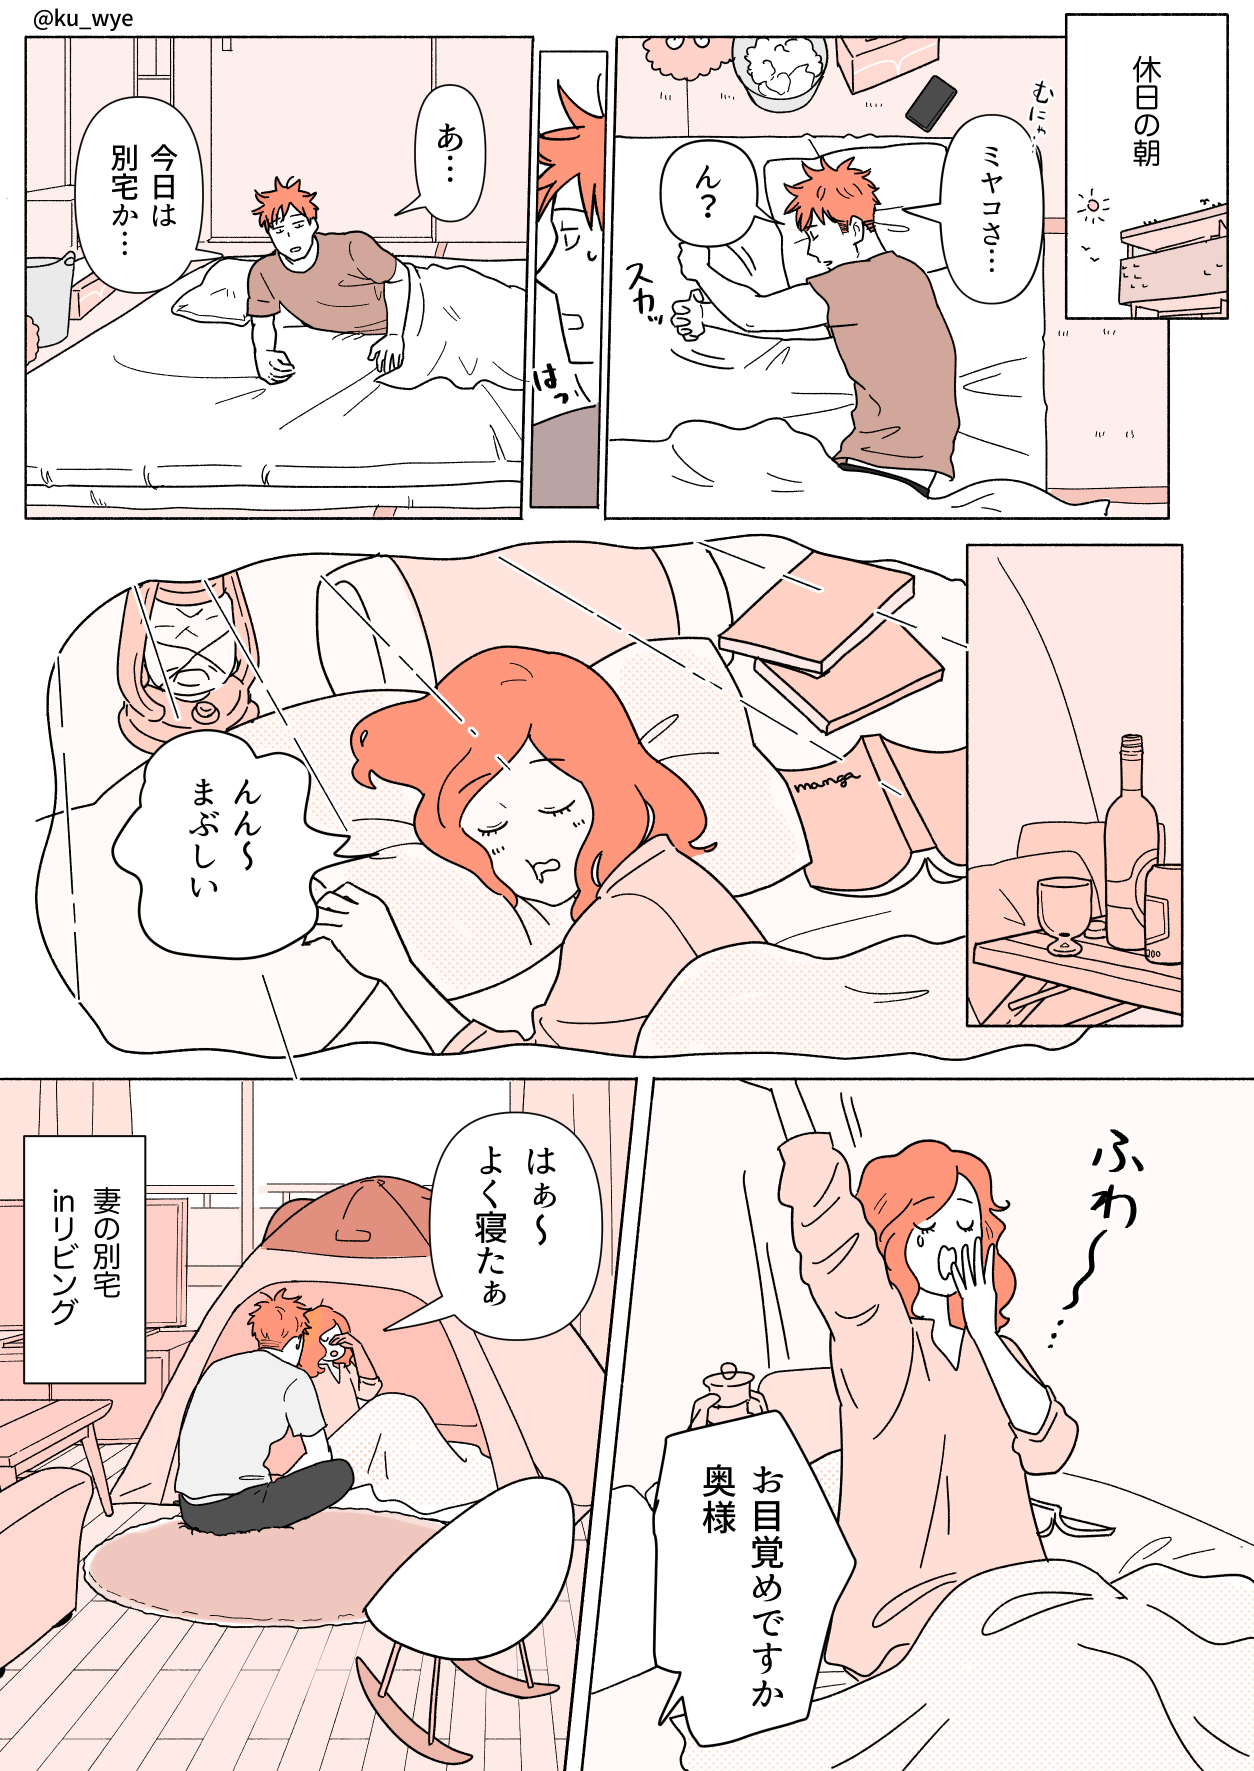 @ku_wye
休日の朝
むにゃ…
ミヤコさ…
ん？
スカッ
はっ
あ…
今日は
別宅か…
manga
んん～
まぶしい
ふわ～…
お目覚めですか
奥様
はぁ～
よく寝たぁ
妻の別宅
inリビング